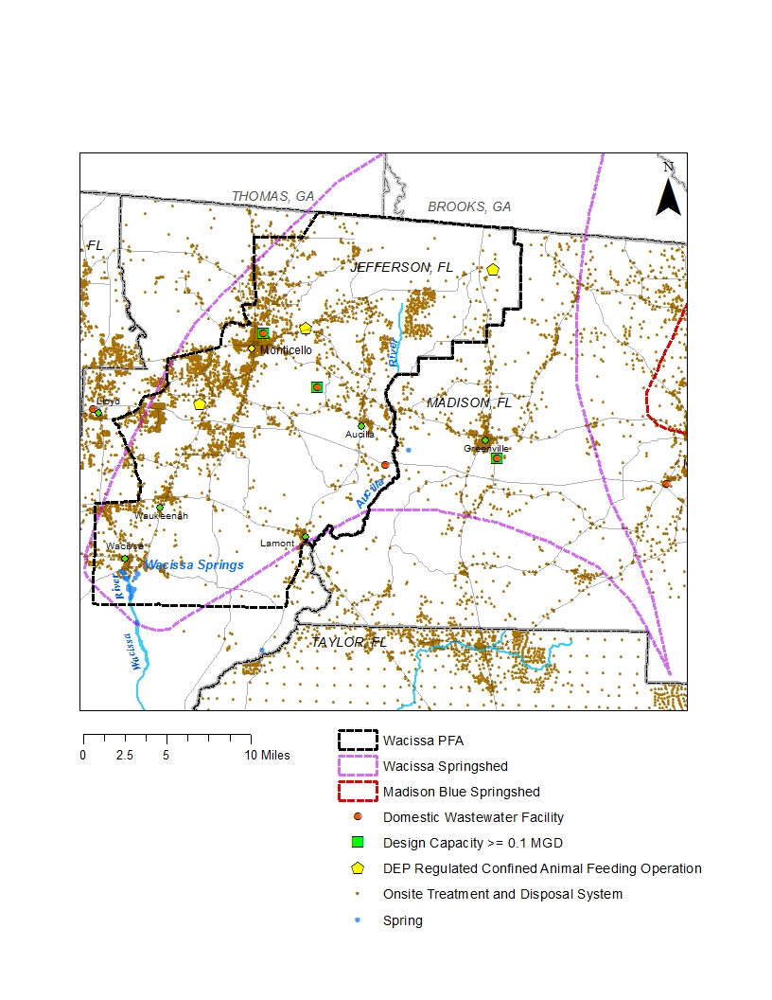 N
THOMAS, GA
BROOKS, GA
FL
JEFFERSON, FL
Monticello
River
Lloyd
MADISON, FL
Aucilla
Greenville
Aucilla
Waukeenah
Lamont
Wacissa
Wacissa Springs
River
Wacissa
TAYLOR, FL
0 2.5 5 10 Miles
Wacissa PFA
Wacissa Springshed
Madison Blue Springshed
Domestic Wastewater Facility
Design Capacity >= 0.1 MGD
DEP Regulated Confined Animal Feeding Operation
Onsite Treatment and Disposal System
Spring